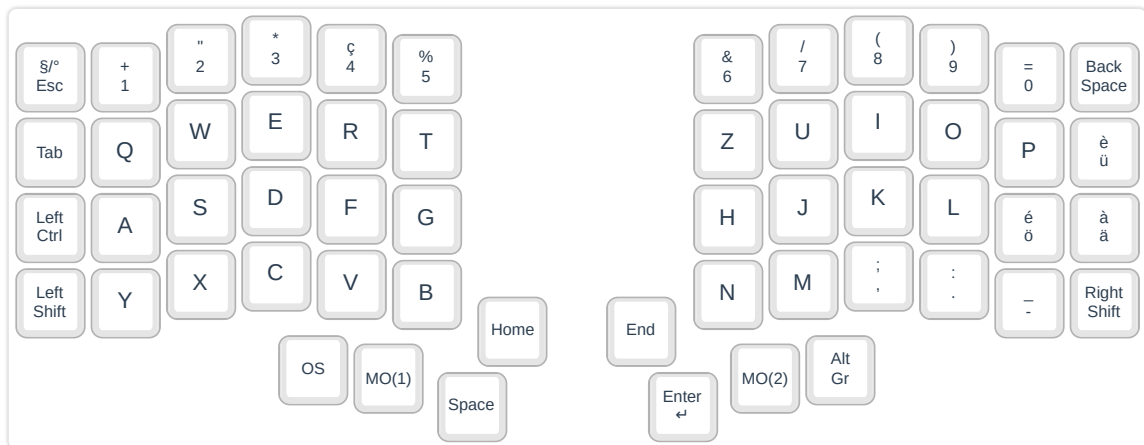 §/°
Esc
+
1
"
2
*
3
ç
4
%
5
&
6
/
7
(
8
)
9
=
0
Back
Space
Tab
Q
W
E
R
T
Z
U
I
O
P
è
ü
Left
Ctrl
A
S
D
F
G
H
J
K
L
é
ö
à
ä
Left
Shift
Y
X
C
V
B
N
M
;
,
:
.
_
-
Right
Shift
Home
End
OS
MO(1)
Space
Enter
↵
MO(2)
Alt
Gr